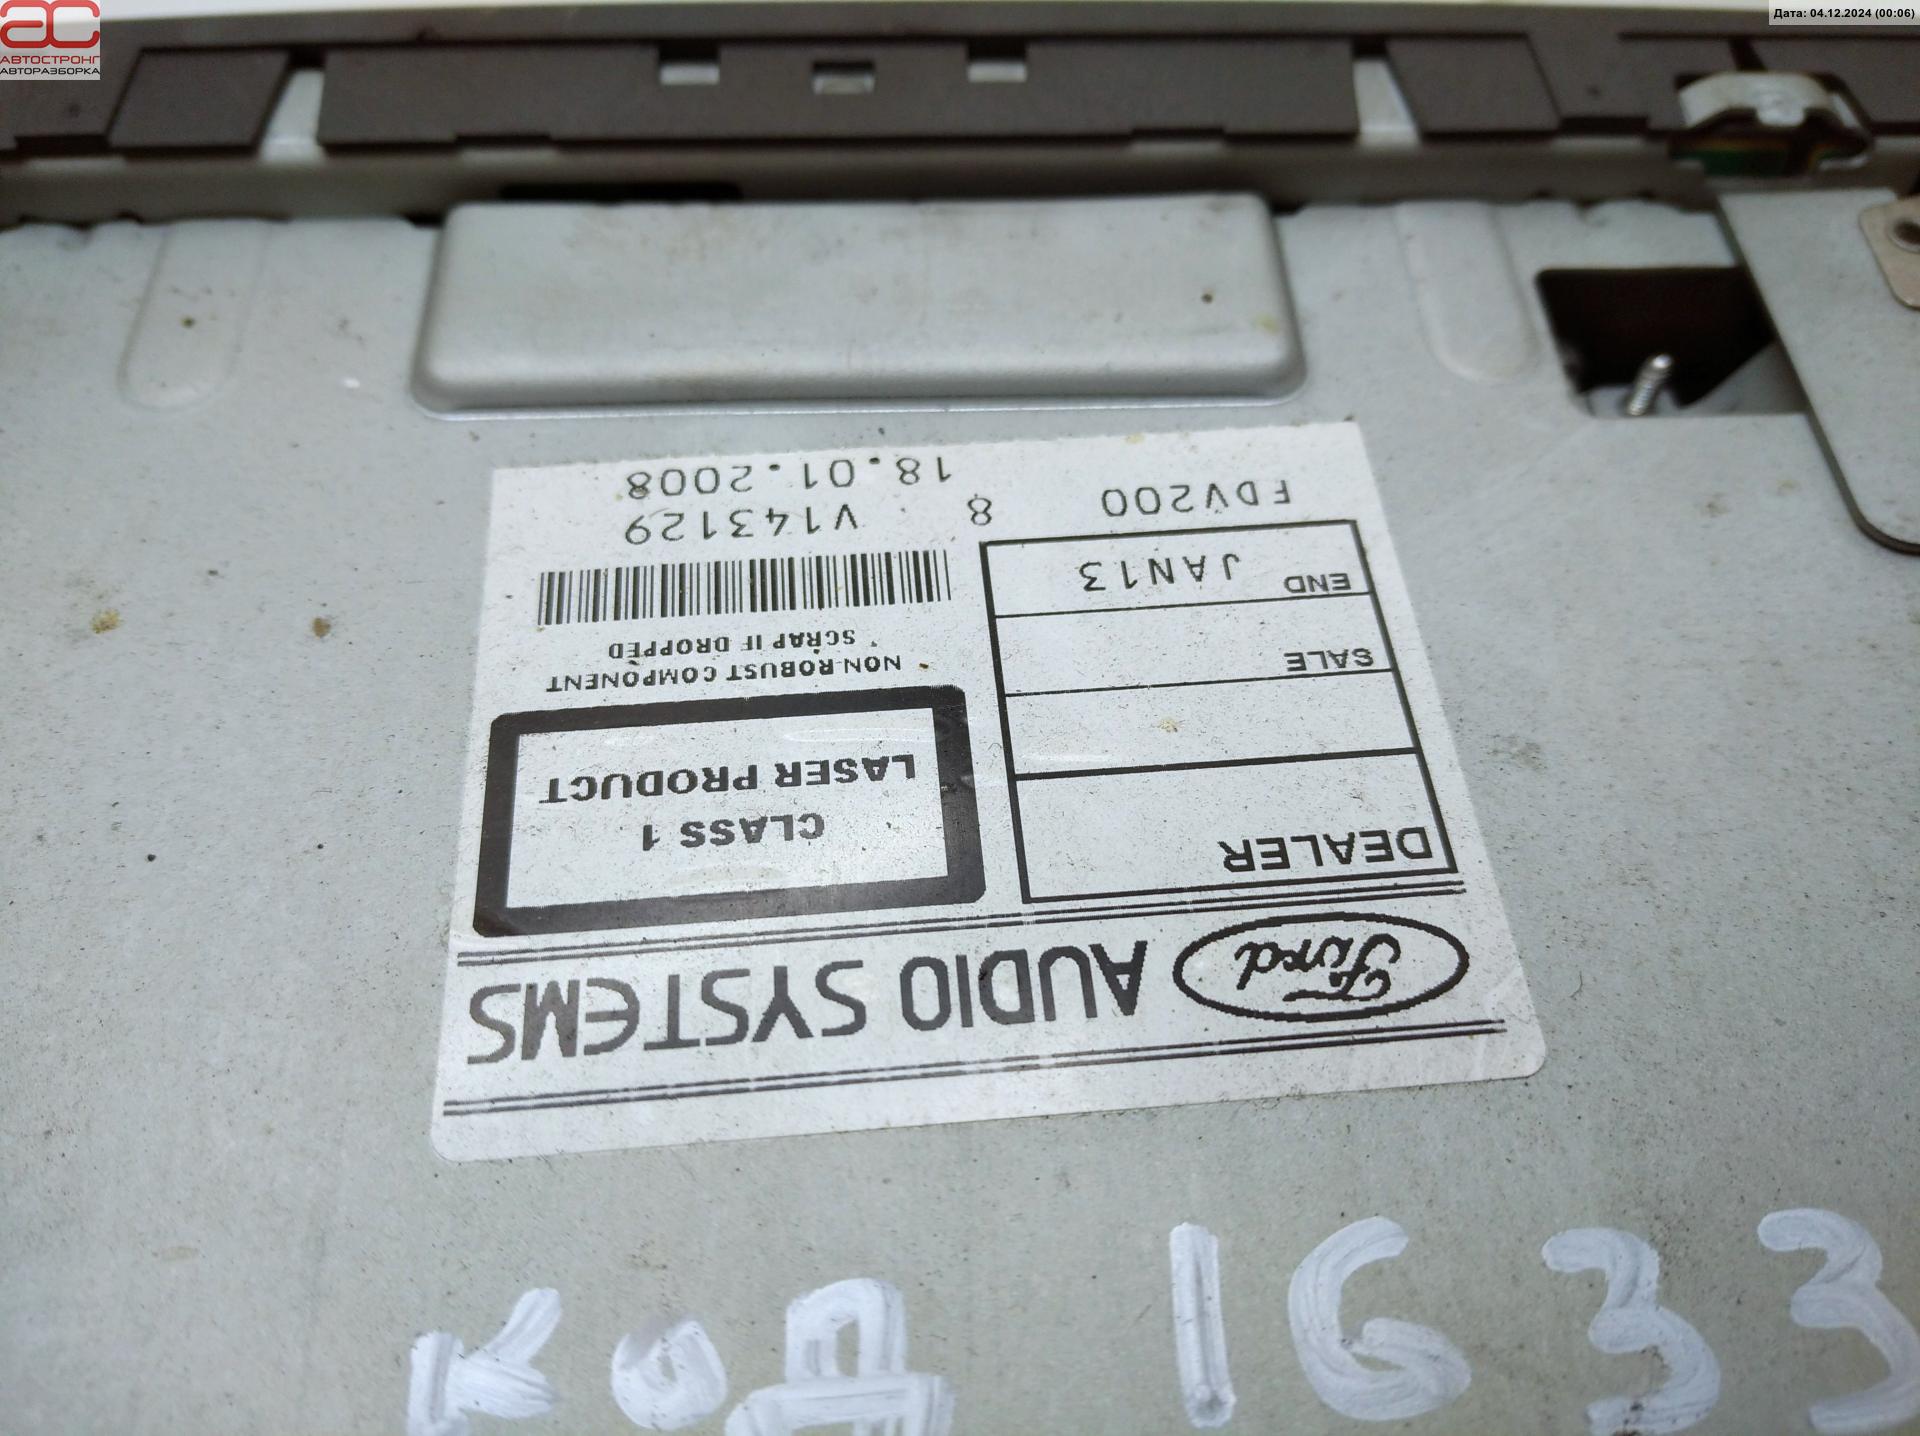 AC
АВТОСТРОНГ
АВТОРАЗБОРКА
Дата: 04.12.2024 (00:06)
Ford AUDIO SYSTEMS
DEALER
SALE
END JAN13
FDV200 8
CLASS 1
LASER PRODUCT
NON-ROBUST COMPONENT
SCRAP IF DROPPED
V143129
18.01.2008
КОД 1633